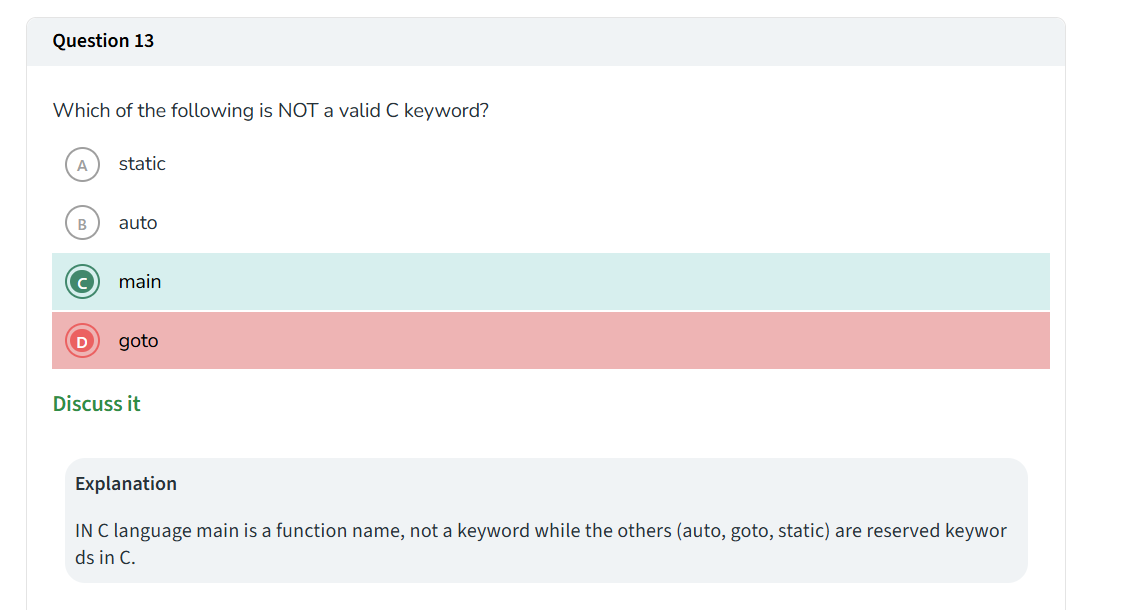 Question 13
Which of the following is NOT a valid C keyword?
A static
B auto
C main
D goto
Discuss it
Explanation
IN C language main is a function name, not a keyword while the others (auto, goto, static) are reserved keywor
ds in C.